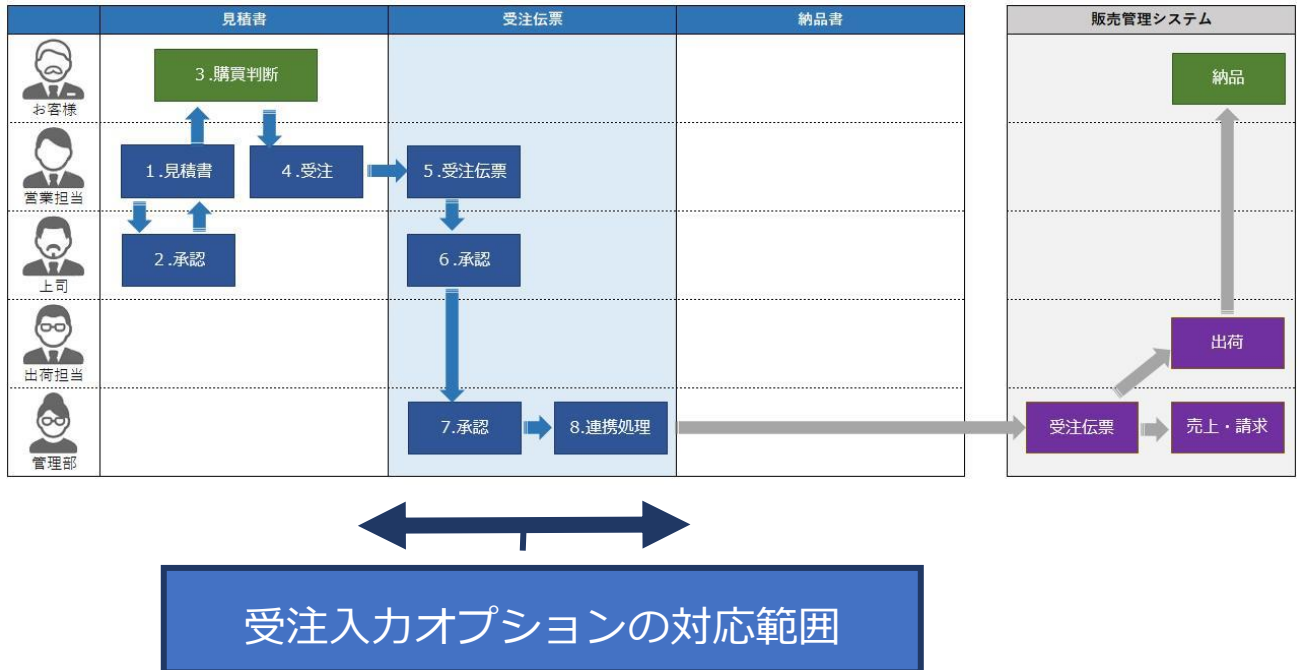 見積書
受注伝票
納品書
販売管理システム
お客様
3.購買判断
納品
営業担当
1.見積書
4.受注
5.受注伝票
上司
2.承認
6.承認
出荷担当
出荷
管理部
7.承認
8.連携処理
受注伝票
売上・請求
受注入力オプションの対応範囲